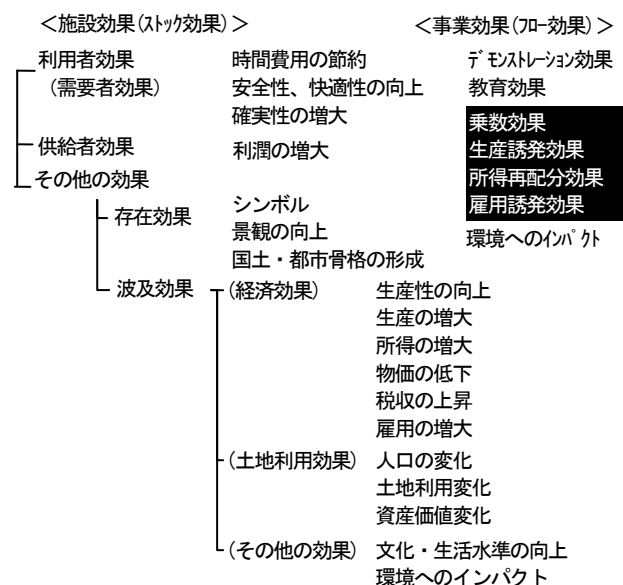 ＜施設効果(ｽﾄｯｸ効果)＞
利用者効果 時間費用の節約
(需要者効果) 安全性、快適性の向上
確実性の増大
供給者効果 利潤の増大
その他の効果
存在効果 シンボル
景観の向上
国土・都市骨格の形成
波及効果 (経済効果) 生産性の向上
生産の増大
所得の増大
物価の低下
税収の上昇
雇用の増大
(土地利用効果) 人口の変化
土地利用変化
資産価値変化
(その他の効果) 文化・生活水準の向上
環境へのインパクト
＜事業効果(ﾌﾛｰ効果)＞
ﾃﾞﾓﾝｽﾄﾚｰｼｮﾝ効果
教育効果
乗数効果
生産誘発効果
所得再配分効果
雇用誘発効果
環境へのｲﾝﾊﾟｸﾄ